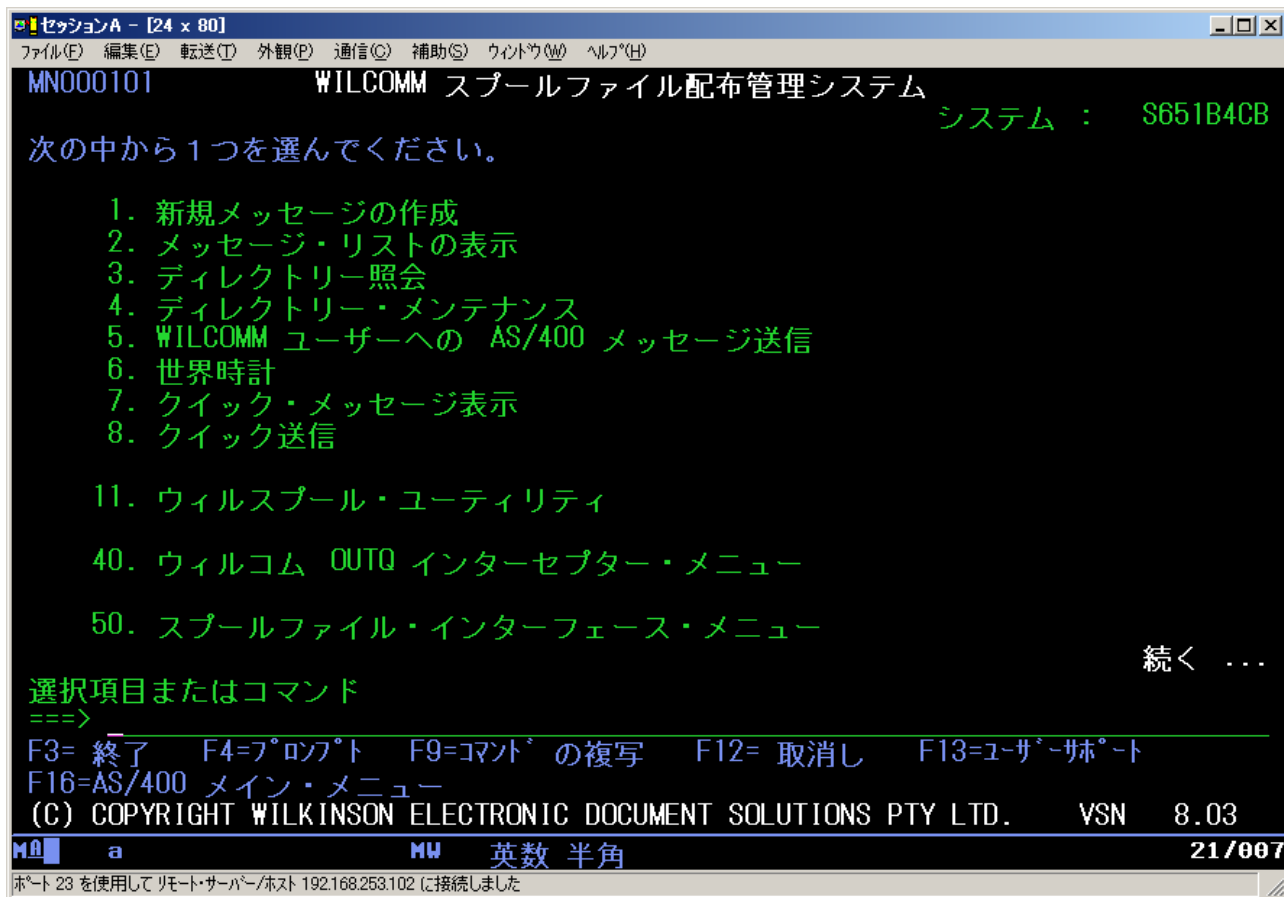 セッションA - [24 x 80]
ファイル(F) 編集(E) 転送(T) 外観(P) 通信(C) 補助(S) ウィンドウ(W) ヘルプ(H)
MNO00101 WILCOMM スプールファイル配布管理システム
システム : S651B4CB
次の中から1つを選んでください。
1. 新規メッセージの作成
2. メッセージ・リストの表示
3. ディレクトリー照会
4. ディレクトリー・メンテナンス
5. WILCOMM ユーザーへの AS/400 メッセージ送信
6. 世界時計
7. クイック・メッセージ表示
8. クイック送信
11. ウィルスプール・ユーティリティ
40. ウィルコム OUTQ インターセプター・メニュー
50. スプールファイル・インターフェース・メニュー
続く ...
選択項目またはコマンド
===>
F3= 終了 F4=プロンプト F9=コマンド の複写 F12= 取消し F13=ユーザーサポート
F16=AS/400 メイン・メニュー
(C) COPYRIGHT WILKINSON ELECTRONIC DOCUMENT SOLUTIONS PTY LTD. VSN 8.03
MA a MW 英数 半角 21/007
ポート 23 を使用して リモート・サーバー/ホスト 192.168.253.102 に接続しました